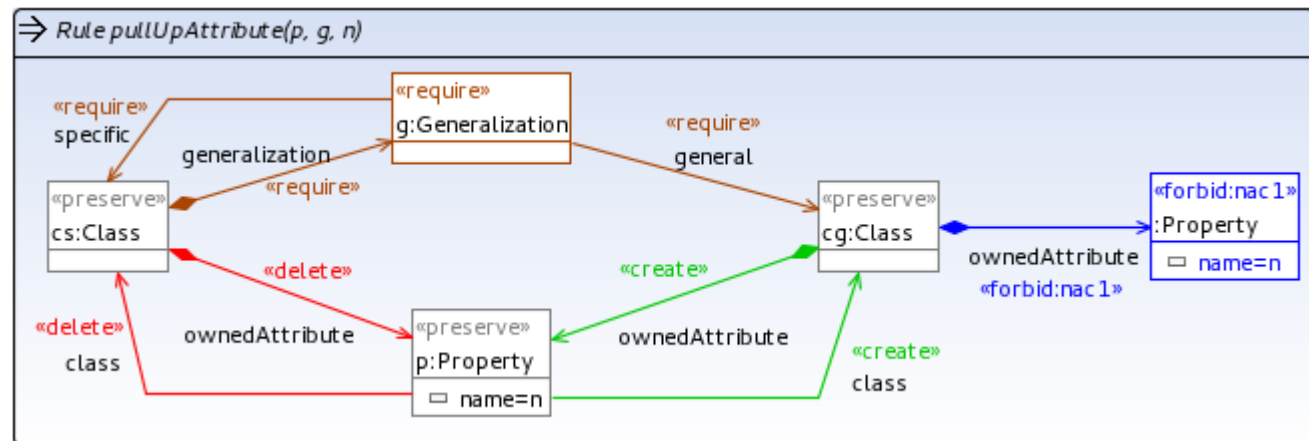 Rule pullUpAttribute(p, g, n)
«require»
specific
«require»
g:Generalization
«require»
general
generalization
«require»
«preserve»
cs:Class
«preserve»
cg:Class
«forbid:nac1»
:Property
name=n
ownedAttribute
«forbid:nac1»
«delete»
ownedAttribute
«create»
ownedAttribute
«delete»
class
«preserve»
p:Property
name=n
«create»
class